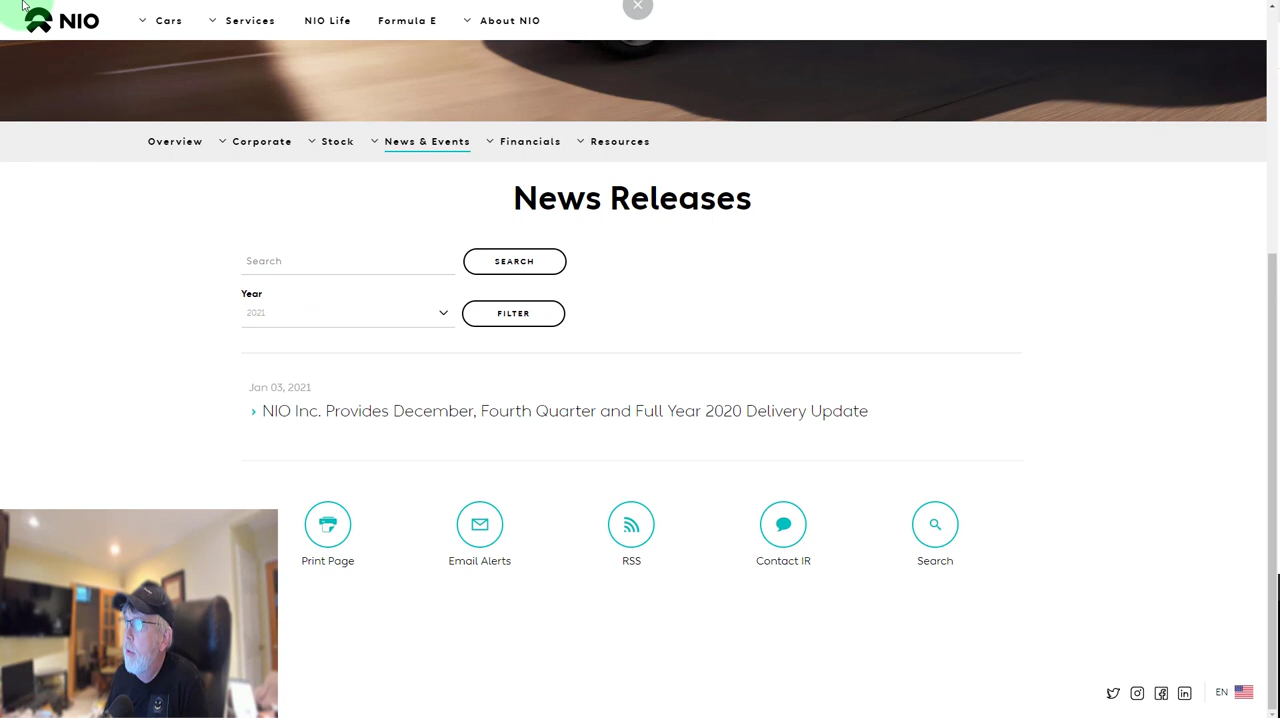 NIO Cars Services NIO Life Formula E About NIO
Overview Corporate Stock News & Events Financials Resources
News Releases
Search SEARCH
Year
2021 FILTER
Jan 03, 2021
NIO Inc. Provides December, Fourth Quarter and Full Year 2020 Delivery Update
Print Page Email Alerts RSS Contact IR Search
EN